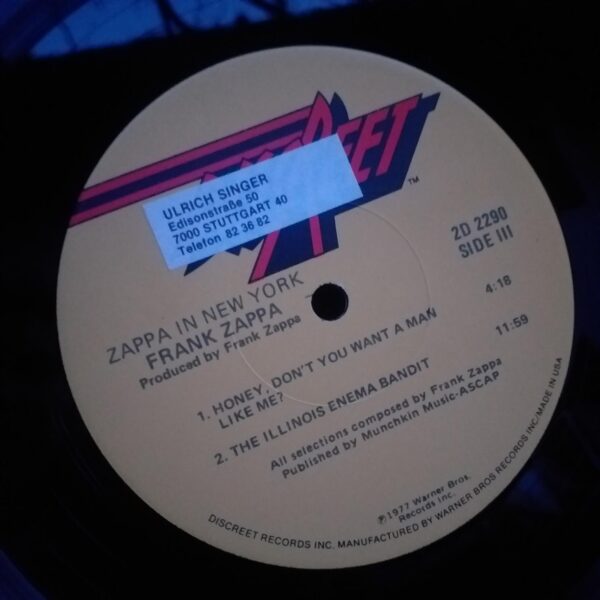 REET
TM
ULRICH SINGER
Edisonstraße 50
7000 STUTTGART 40
Telefon 82 36 82
2D 2290
SIDE III
ZAPPA IN NEW YORK
FRANK ZAPPA
Produced by Frank Zappa
1. HONEY, DON'T YOU WANT A MAN
LIKE ME? 4:18
2. THE ILLINOIS ENEMA BANDIT 11:59
All selections composed by Frank Zappa
Published by Munchkin Music-ASCAP
℗1977 Warner Bros.
Records Inc.
DISCREET RECORDS INC. MANUFACTURED BY WARNER BROS RECORDS INC/MADE IN USA